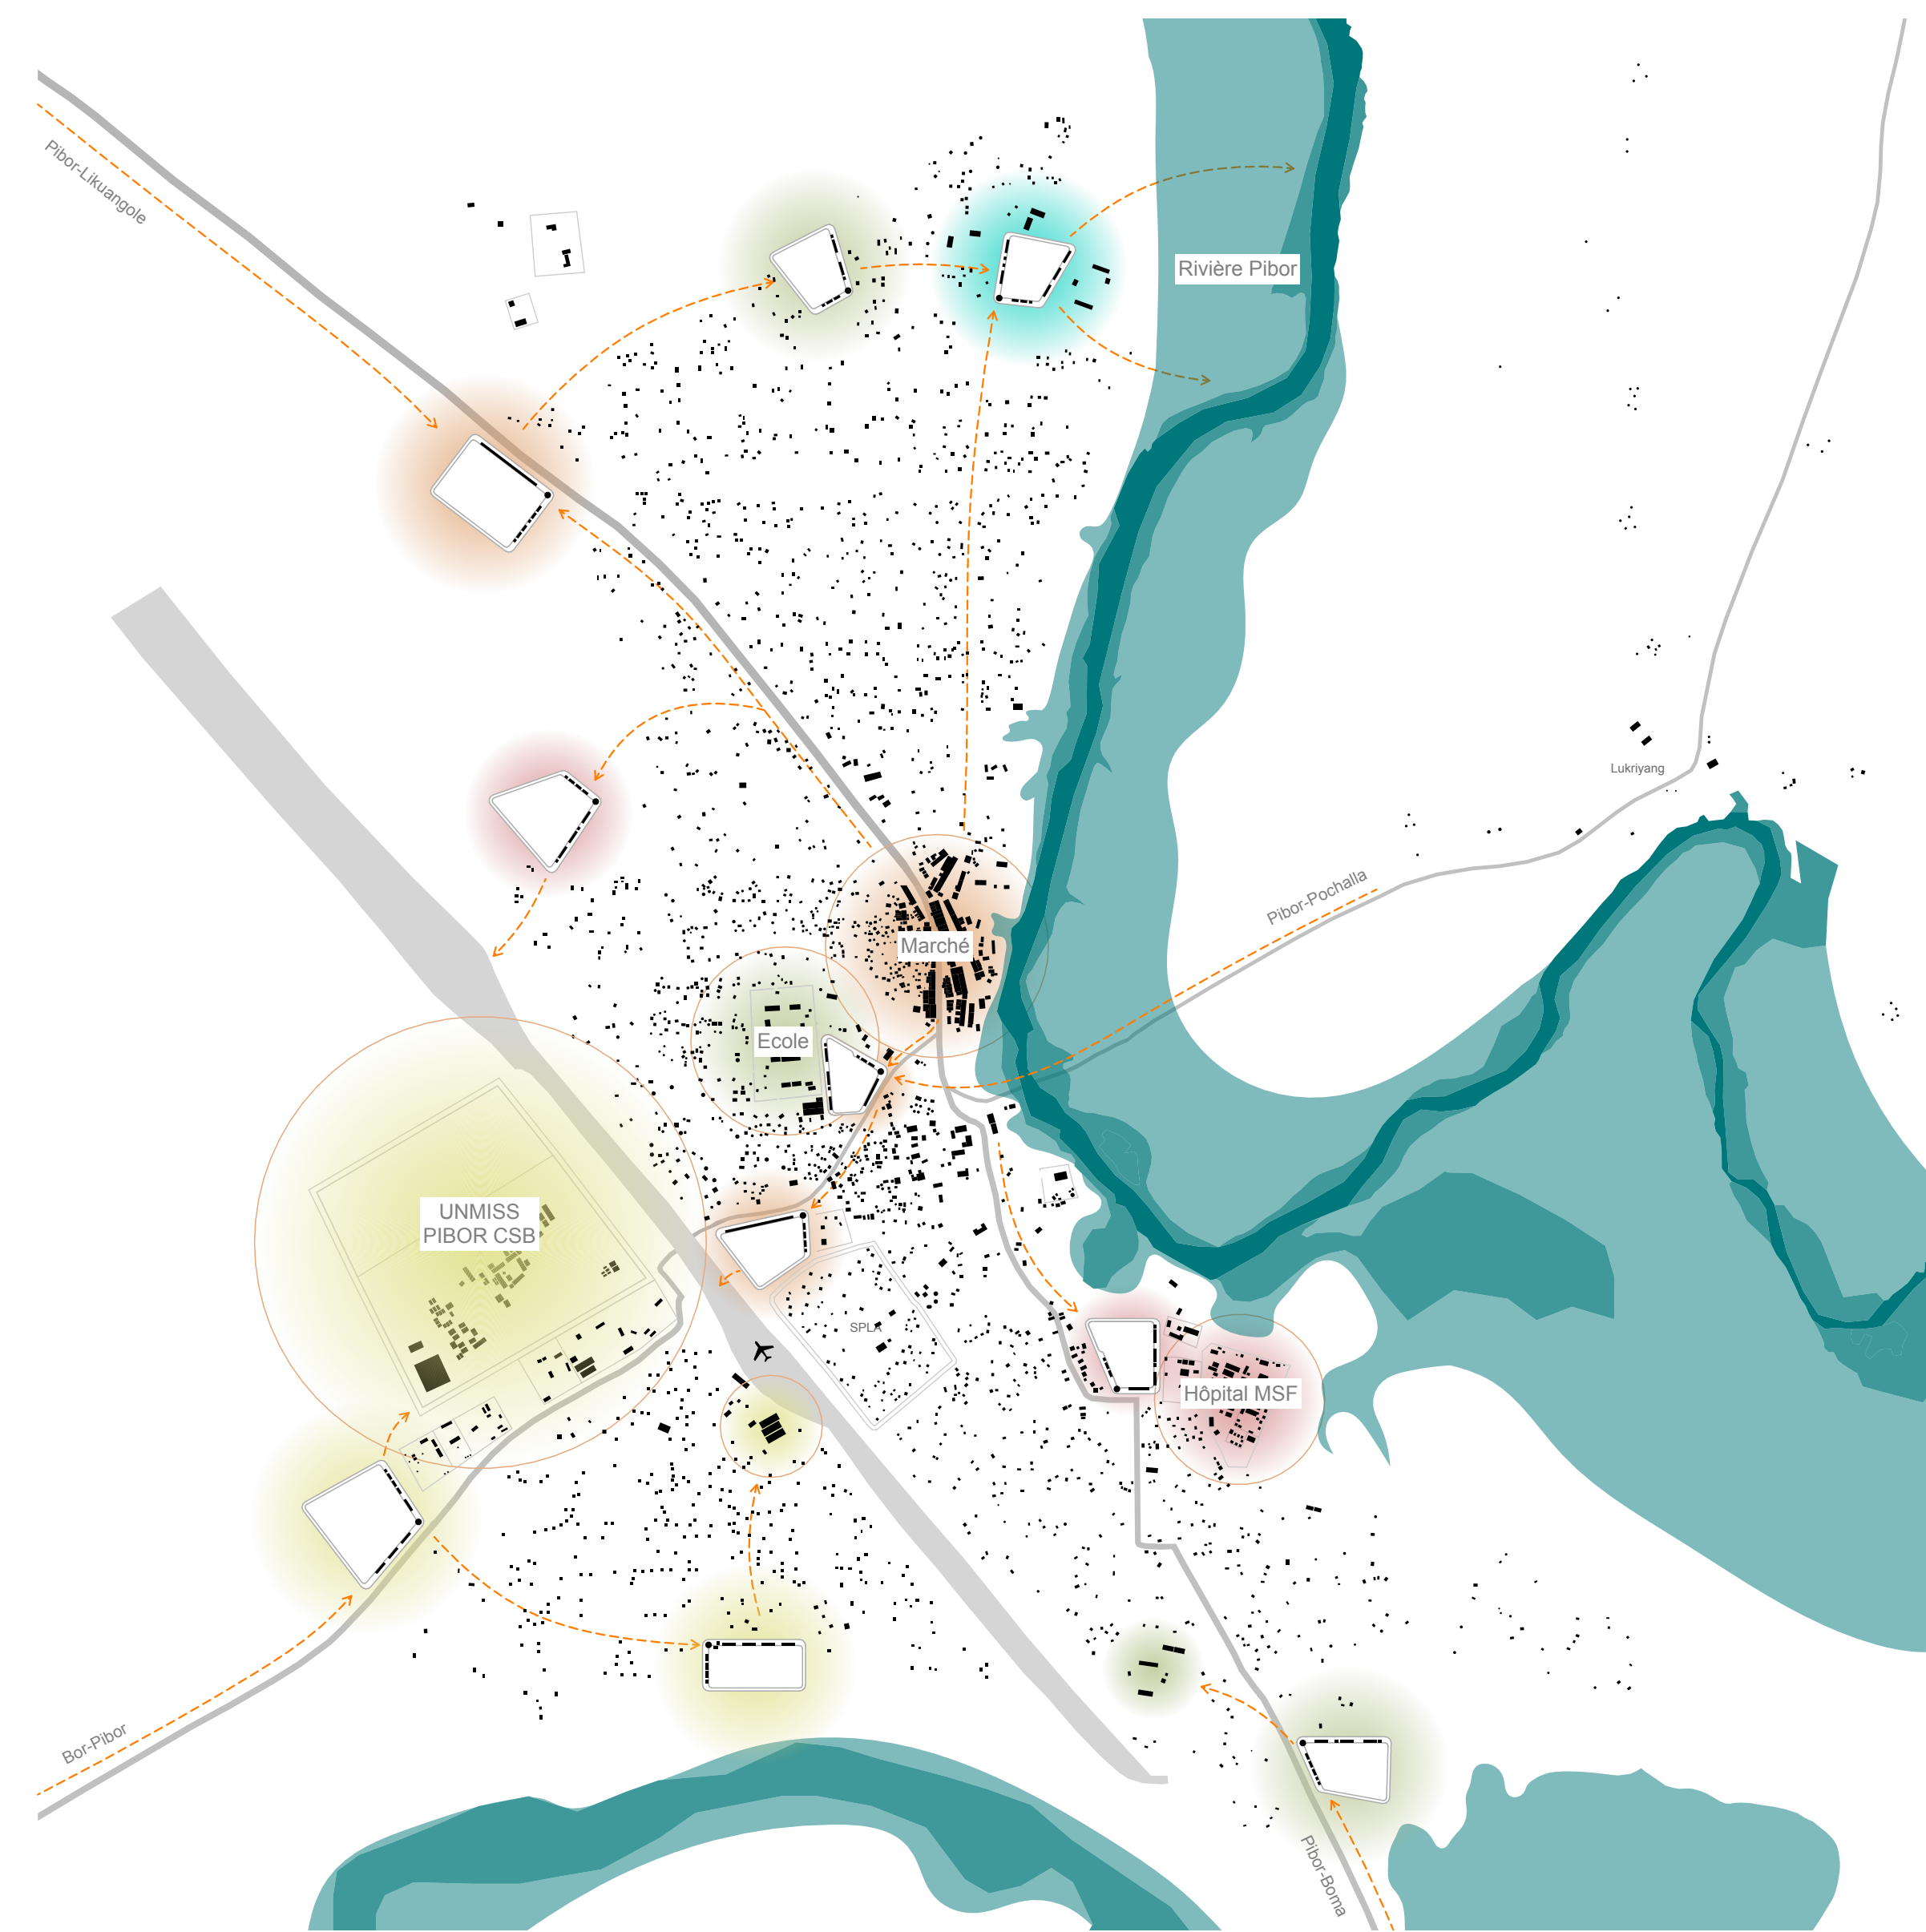 Pibor-Likuangole
Rivière Pibor
Lukriyang
Pibor-Pochalla
Marché
Ecole
UNMISS
PIBOR CSB
SPLA
Hôpital MSF
Bor-Pibor
Pibor-Boma